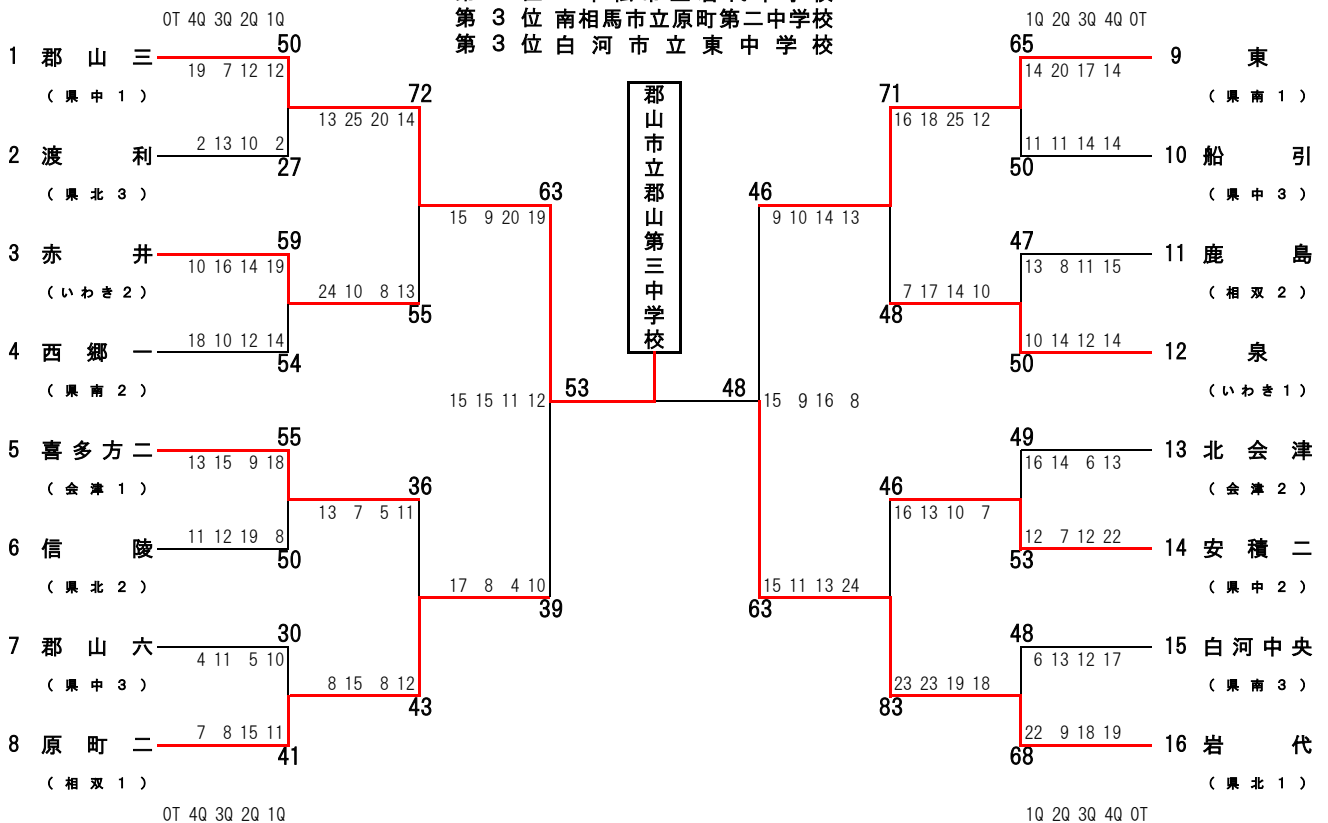 第 3 位 南相馬市立原町第二中学校
第 3 位 白河市立東中学校
OT 4Q 3Q 2Q 1Q
1Q 2Q 3Q 4Q OT
郡山市立郡山第三中学校
1 郡山三
(県中1)
50
19 7 12 12
2 13 10 2
27
2 渡利
(県北3)
72
13 25 20 14
3 赤井
(いわき2)
59
10 16 14 19
24 10 8 13
55
18 10 12 14
54
4 西郷一
(県南2)
63
15 9 20 19
5 喜多方二
(会津1)
55
13 15 9 18
11 12 19 8
50
6 信陵
(県北2)
36
13 7 5 11
7 郡山六
(県中3)
30
4 11 5 10
8 15 8 12
43
7 8 15 11
41
8 原町二
(相双1)
17 8 4 10
39
15 15 11 12
53
48
15 9 16 8
65
14 20 17 14
9 東
(県南1)
71
16 18 25 12
11 11 14 14
50
10 船引
(県中3)
46
9 10 14 13
47
13 8 11 15
11 鹿島
(相双2)
7 17 14 10
48
10 14 12 14
50
12 泉
(いわき1)
49
16 14 6 13
13 北会津
(会津2)
46
16 13 10 7
12 7 12 22
53
14 安積二
(県中2)
15 11 13 24
63
48
6 13 12 17
15 白河中央
(県南3)
23 23 19 18
83
22 9 18 19
68
16 岩代
(県北1)
OT 4Q 3Q 2Q 1Q
1Q 2Q 3Q 4Q OT